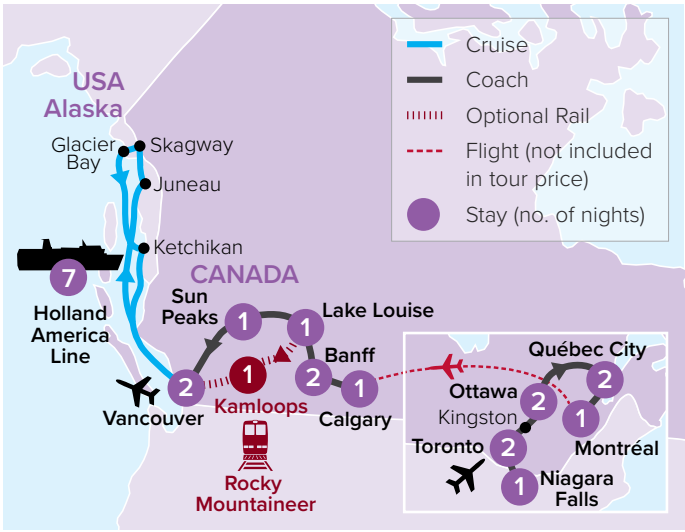 Cruise
Coach
Optional Rail
Flight (not included
in tour price)
Stay (no. of nights)
USA
Alaska
Glacier
Bay
Skagway
Juneau
Ketchikan
7
Holland
America
Line
CANADA
Sun
Peaks
1
Lake Louise
1
Banff
2
1
Calgary
2
Vancouver
1
Kamloops
Rocky
Mountaineer
Québec City
2
Ottawa
2
Kingston
1
Montréal
Toronto
2
1
Niagara
Falls